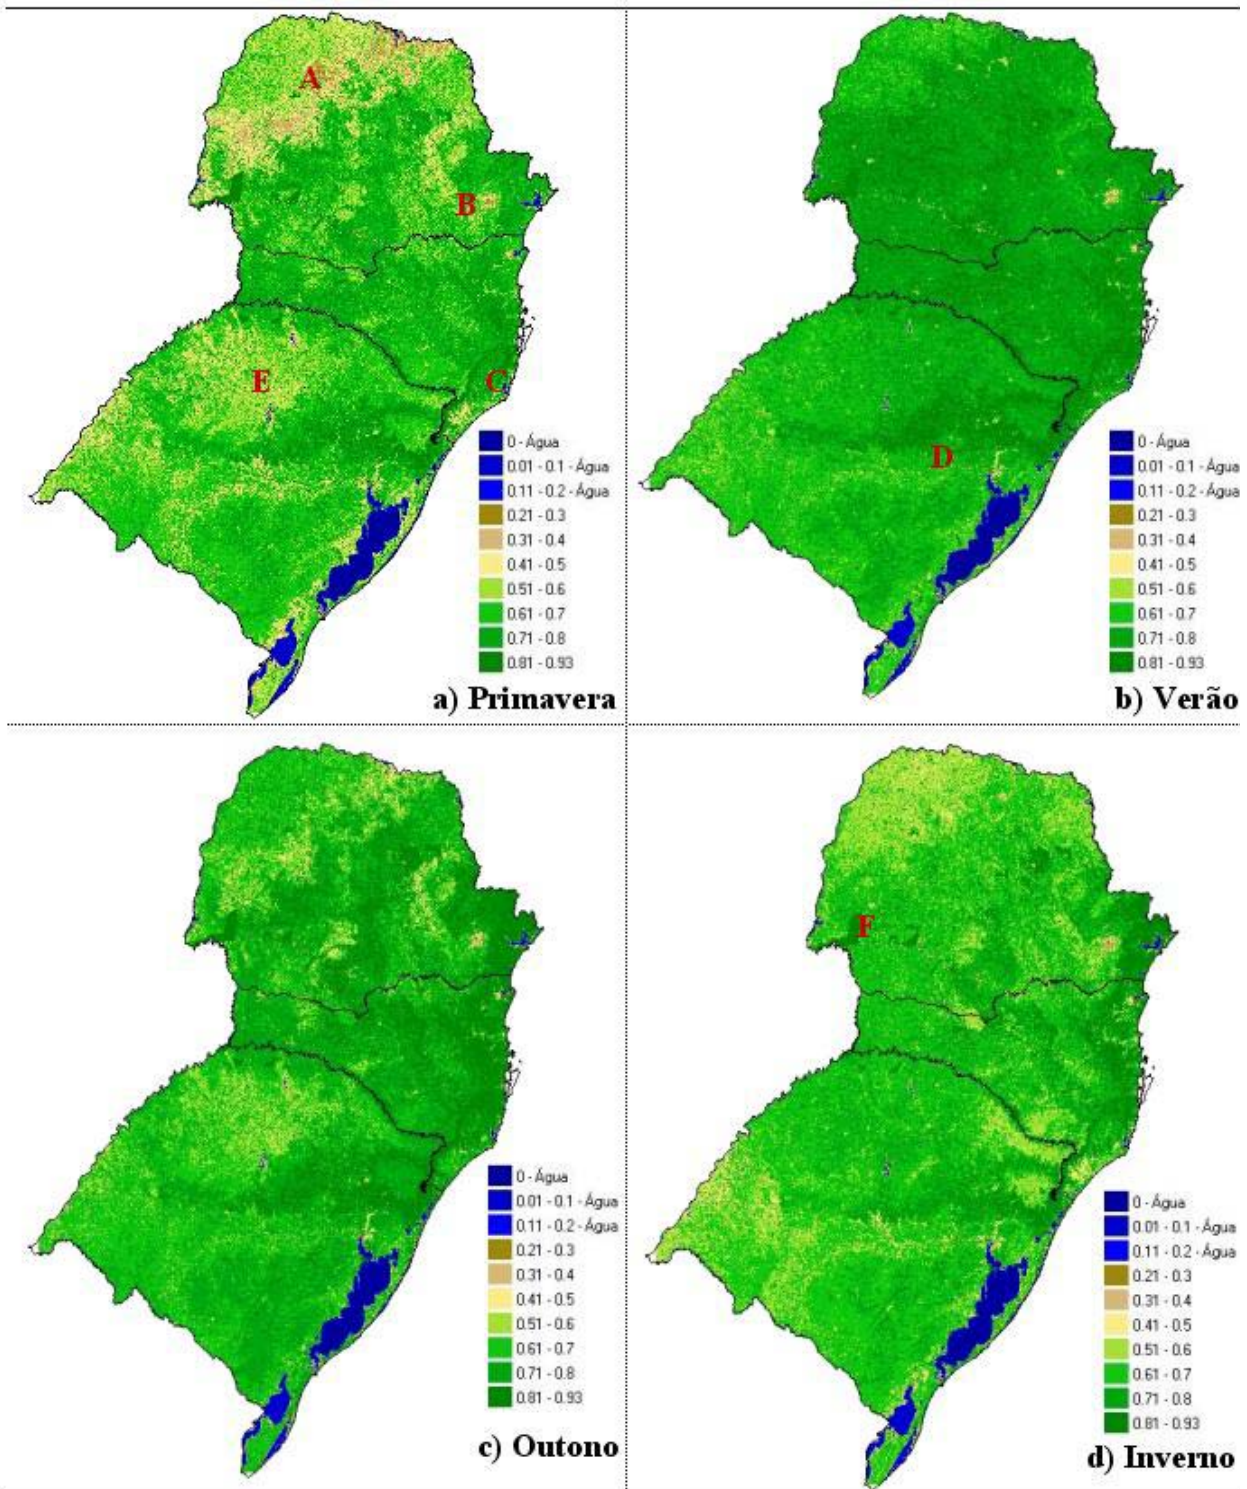 A
B
E
C
0 - Água
0.01 - 0.1 - Água
0.11 - 0.2 - Água
0.21 - 0.3
0.31 - 0.4
0.41 - 0.5
0.51 - 0.6
0.61 - 0.7
0.71 - 0.8
0.81 - 0.93
a) Primavera
D
0 - Água
0.01 - 0.1 - Água
0.11 - 0.2 - Água
0.21 - 0.3
0.31 - 0.4
0.41 - 0.5
0.51 - 0.6
0.61 - 0.7
0.71 - 0.8
0.81 - 0.93
b) Verão
0 - Água
0.01 - 0.1 - Água
0.11 - 0.2 - Água
0.21 - 0.3
0.31 - 0.4
0.41 - 0.5
0.51 - 0.6
0.61 - 0.7
0.71 - 0.8
0.81 - 0.93
c) Outono
F
0 - Água
0.01 - 0.1 - Água
0.11 - 0.2 - Água
0.21 - 0.3
0.31 - 0.4
0.41 - 0.5
0.51 - 0.6
0.61 - 0.7
0.71 - 0.8
0.81 - 0.93
d) Inverno